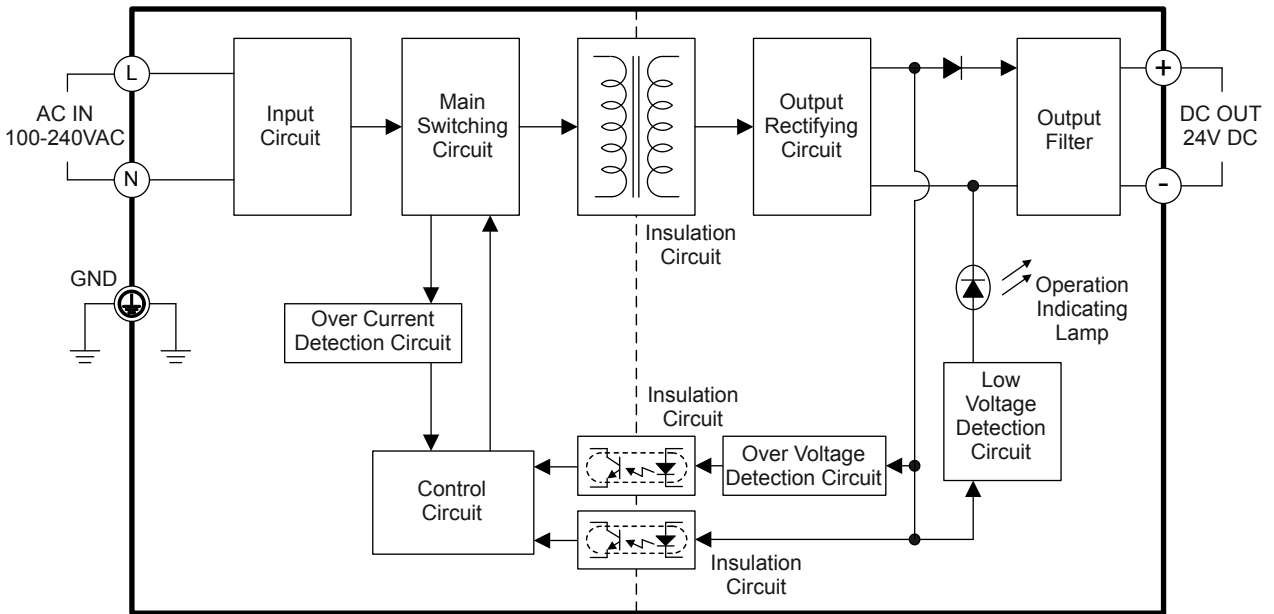 L
AC IN
100-240VAC
N
GND
Input
Circuit
Main
Switching
Circuit
Insulation
Circuit
Output
Rectifying
Circuit
Output
Filter
+
DC OUT
24V DC
-
Operation
Indicating
Lamp
Over Current
Detection Circuit
Low
Voltage
Detection
Circuit
Insulation
Circuit
Over Voltage
Detection Circuit
Control
Circuit
Insulation
Circuit